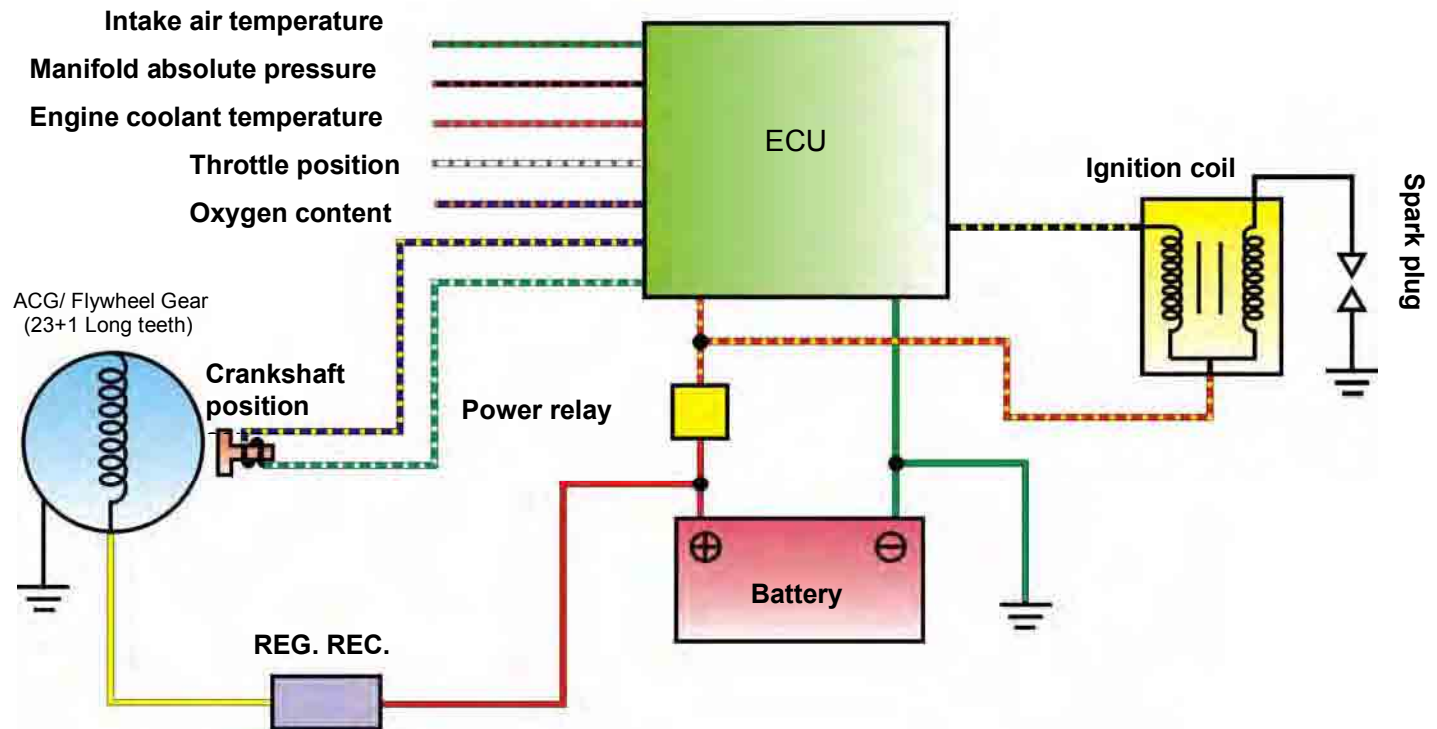 Intake air temperature
Manifold absolute pressure
Engine coolant temperature
Throttle position
Oxygen content
ECU
Ignition coil
Spark plug
ACG/ Flywheel Gear
(23+1 Long teeth)
Crankshaft
position
Power relay
Battery
REG. REC.